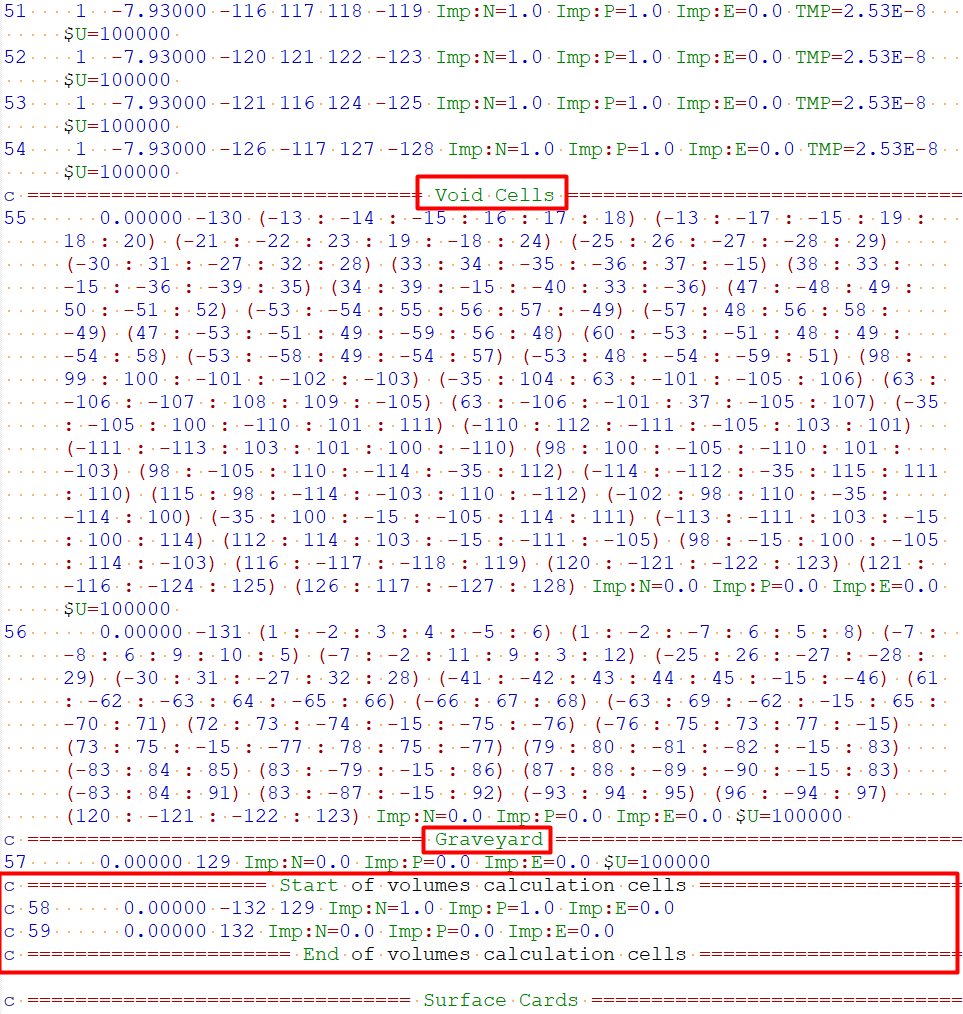 51 1 -7.93000 -116 117 118 -119 Imp:N=1.0 Imp:P=1.0 Imp:E=0.0 TMP=2.53E-8
$U=100000
52 1 -7.93000 -120 121 122 -123 Imp:N=1.0 Imp:P=1.0 Imp:E=0.0 TMP=2.53E-8
$U=100000
53 1 -7.93000 -121 116 124 -125 Imp:N=1.0 Imp:P=1.0 Imp:E=0.0 TMP=2.53E-8
$U=100000
54 1 -7.93000 -126 -117 127 -128 Imp:N=1.0 Imp:P=1.0 Imp:E=0.0 TMP=2.53E-8
$U=100000
c ================================= Void Cells =================================
55 0.00000 -130 (-13 : -14 : -15 : 16 : 17 : 18) (-13 : -17 : -15 : 19 :
18 : 20) (-21 : -22 : 23 : 19 : -18 : 24) (-25 : 26 : -27 : -28 : 29)
(-30 : 31 : -27 : 32 : 28) (33 : 34 : -35 : -36 : 37 : -15) (38 : 33 :
-15 : -36 : -39 : 35) (34 : 39 : -15 : -40 : 33 : -36) (47 : -48 : 49 :
50 : -51 : 52) (-53 : -54 : 55 : 56 : 57 : -49) (-57 : 48 : 56 : 58 :
-49) (47 : -53 : -51 : 49 : -59 : 56 : 48) (60 : -53 : -51 : 48 : 49 :
-54 : 58) (-53 : -58 : 49 : -54 : 57) (-53 : 48 : -54 : -59 : 51) (98 :
99 : 100 : -101 : -102 : -103) (-35 : 104 : 63 : -101 : -105 : 106) (63 :
-106 : -107 : 108 : 109 : -105) (63 : -106 : -101 : 37 : -105 : 107) (-35
: -105 : 100 : -110 : 101 : 111) (-110 : 112 : -111 : -105 : 103 : 101)
(-111 : -113 : 103 : 101 : 100 : -110) (98 : 100 : -105 : -110 : 101 :
-103) (98 : -105 : 110 : -114 : -35 : 112) (-114 : -112 : -35 : 115 : 111
: 110) (115 : 98 : -114 : -103 : 110 : -112) (-102 : 98 : 110 : -35 :
-114 : 100) (-35 : 100 : -15 : -105 : 114 : 111) (-113 : -111 : 103 : -15
: 100 : 114) (112 : 114 : 103 : -15 : -111 : -105) (98 : -15 : 100 : -105
: 114 : -103) (116 : -117 : -118 : 119) (120 : -121 : -122 : 123) (121 :
-116 : -124 : 125) (126 : 117 : -127 : 128) Imp:N=0.0 Imp:P=0.0 Imp:E=0.0
$U=100000
56 0.00000 -131 (1 : -2 : 3 : 4 : -5 : 6) (1 : -2 : -7 : 6 : 5 : 8) (-7 :
-8 : 6 : 9 : 10 : 5) (-7 : -2 : 11 : 9 : 3 : 12) (-25 : 26 : -27 : -28 :
29) (-30 : 31 : -27 : 32 : 28) (-41 : -42 : 43 : 44 : 45 : -15 : -46) (61
: -62 : -63 : 64 : -65 : 66) (-66 : 67 : 68) (-63 : 69 : -62 : -15 : 65 :
-70 : 71) (72 : 73 : -74 : -15 : -75 : -76) (-76 : 75 : 73 : 77 : -15)
(73 : 75 : -15 : -77 : 78 : 75 : -77) (79 : 80 : -81 : -82 : -15 : 83)
(-83 : 84 : 85) (83 : -79 : -15 : 86) (87 : 88 : -89 : -90 : -15 : 83)
(-83 : 84 : 91) (83 : -87 : -15 : 92) (-93 : 94 : 95) (96 : -94 : 97)
(120 : -121 : -122 : 123) Imp:N=0.0 Imp:P=0.0 Imp:E=0.0 $U=100000
c ================================= Graveyard =================================
57 0.00000 129 Imp:N=0.0 Imp:P=0.0 Imp:E=0.0 $U=100000
c ==================== Start of volumes calculation cells ======================
c 58 0.00000 -132 129 Imp:N=1.0 Imp:P=1.0 Imp:E=0.0
c 59 0.00000 132 Imp:N=0.0 Imp:P=0.0 Imp:E=0.0
c ====================== End of volumes calculation cells ======================
c ================================ Surface Cards ===============================